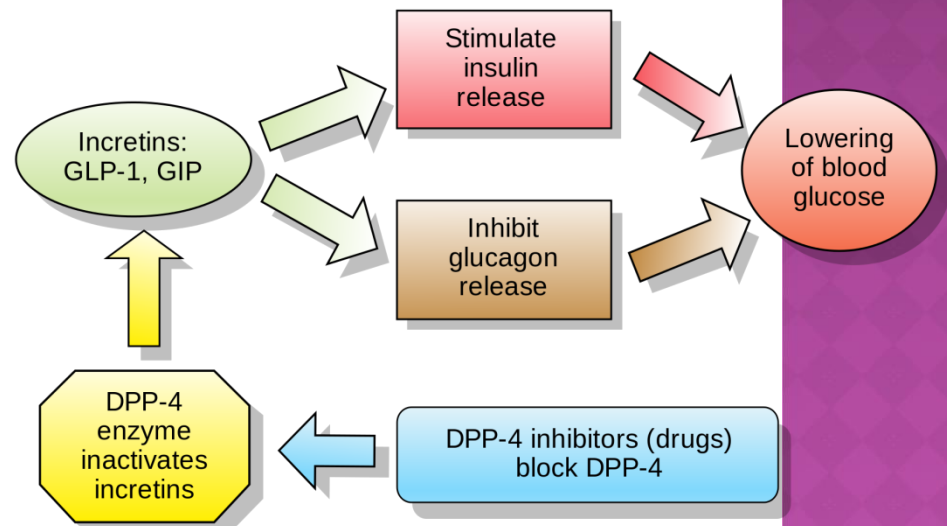 Stimulate
insulin
release
Incretins:
GLP-1, GIP
Lowering
of blood
glucose
Inhibit
glucagon
release
DPP-4
enzyme
inactivates
incretins
DPP-4 inhibitors (drugs)
block DPP-4